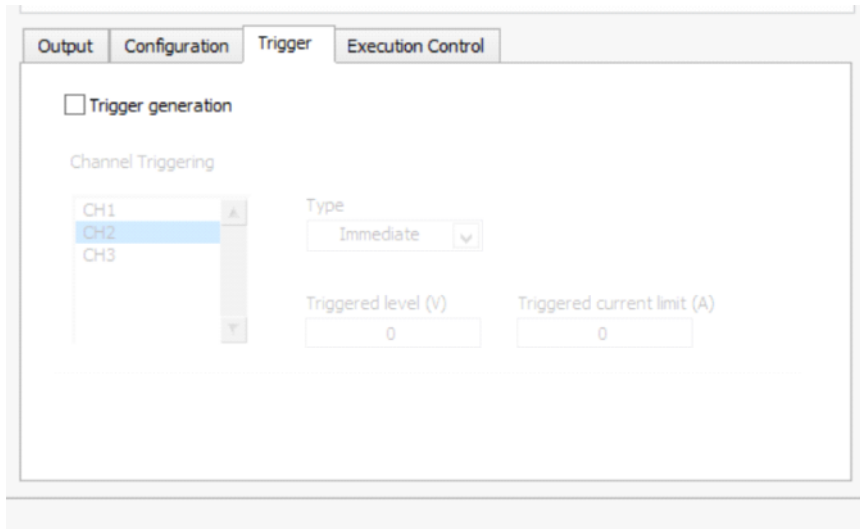 Output Configuration Trigger Execution Control
Trigger generation
Channel Triggering
CH1
CH2
CH3
Type
Immediate
Triggered level (V) Triggered current limit (A)
0 0